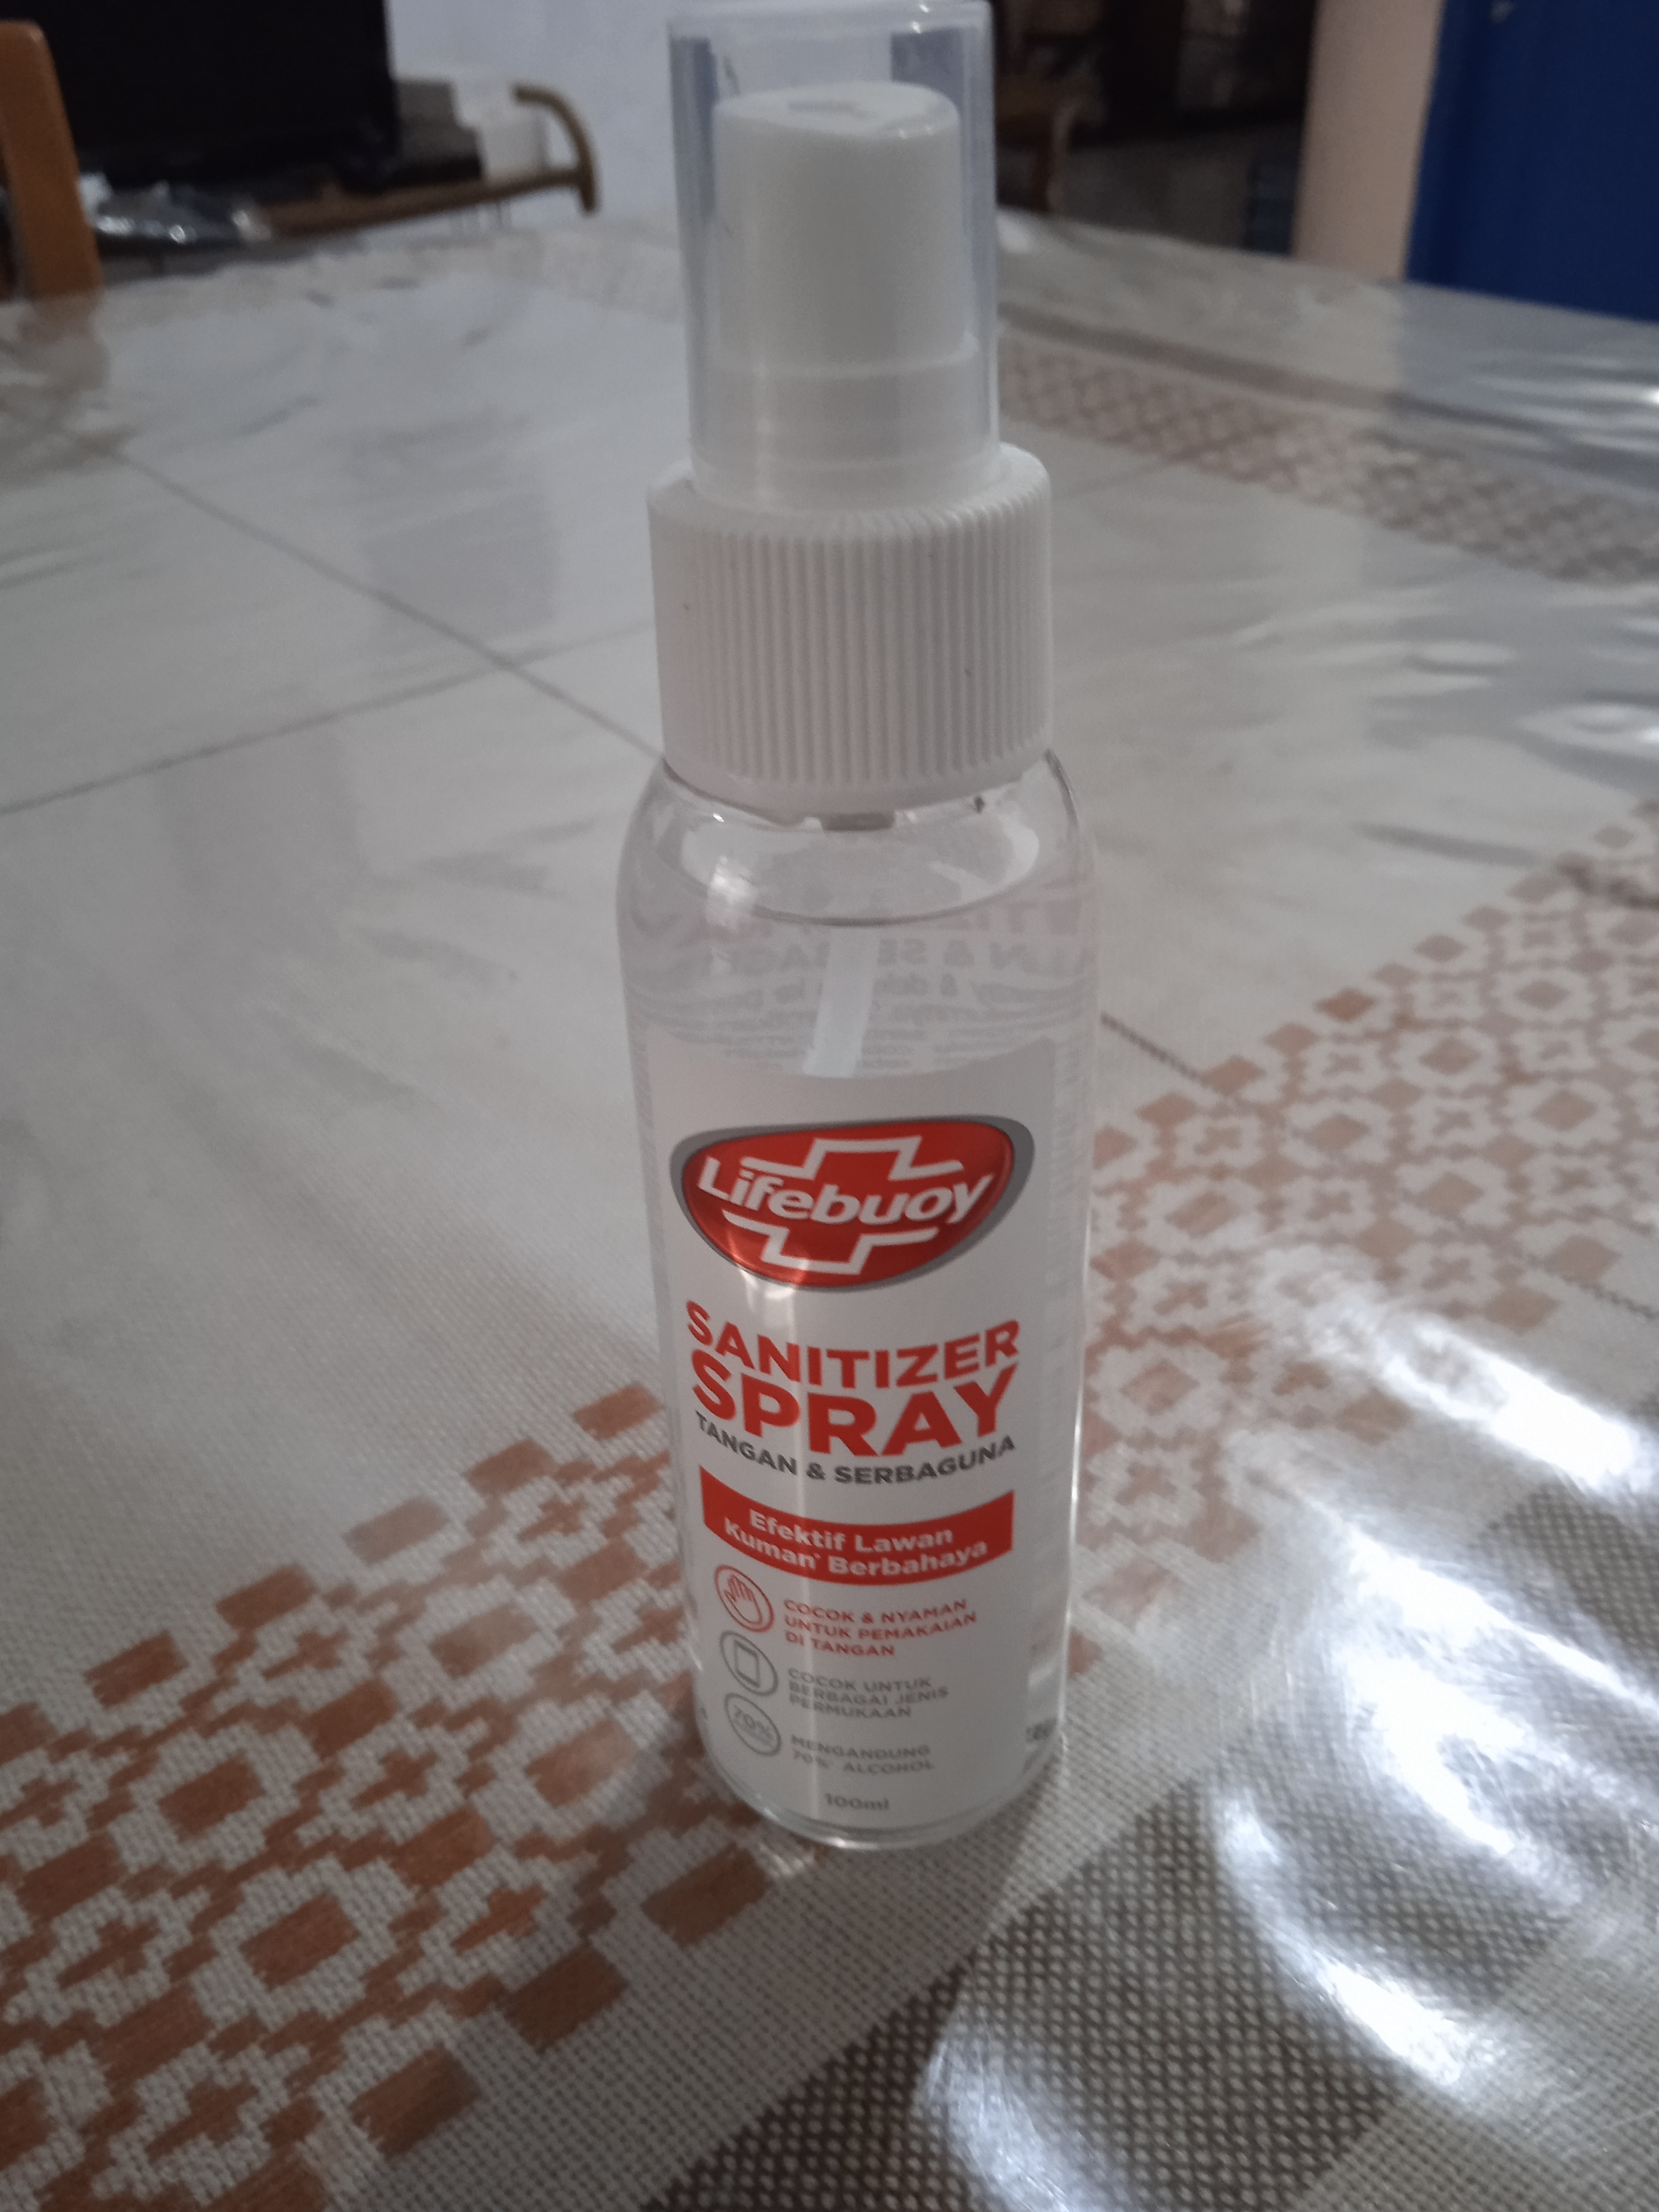 Lifebuoy
SANITIZER
SPRAY
TANGAN & SERBAGUNA
Efektif Lawan
Kuman* Berbahaya
COCOK & NYAMAN
UNTUK PEMAKAIAN
DI TANGAN
COCOK UNTUK
BERBAGAI JENIS
PERMUKAAN
70%
MENGANDUNG
70%* ALCOHOL
100ml